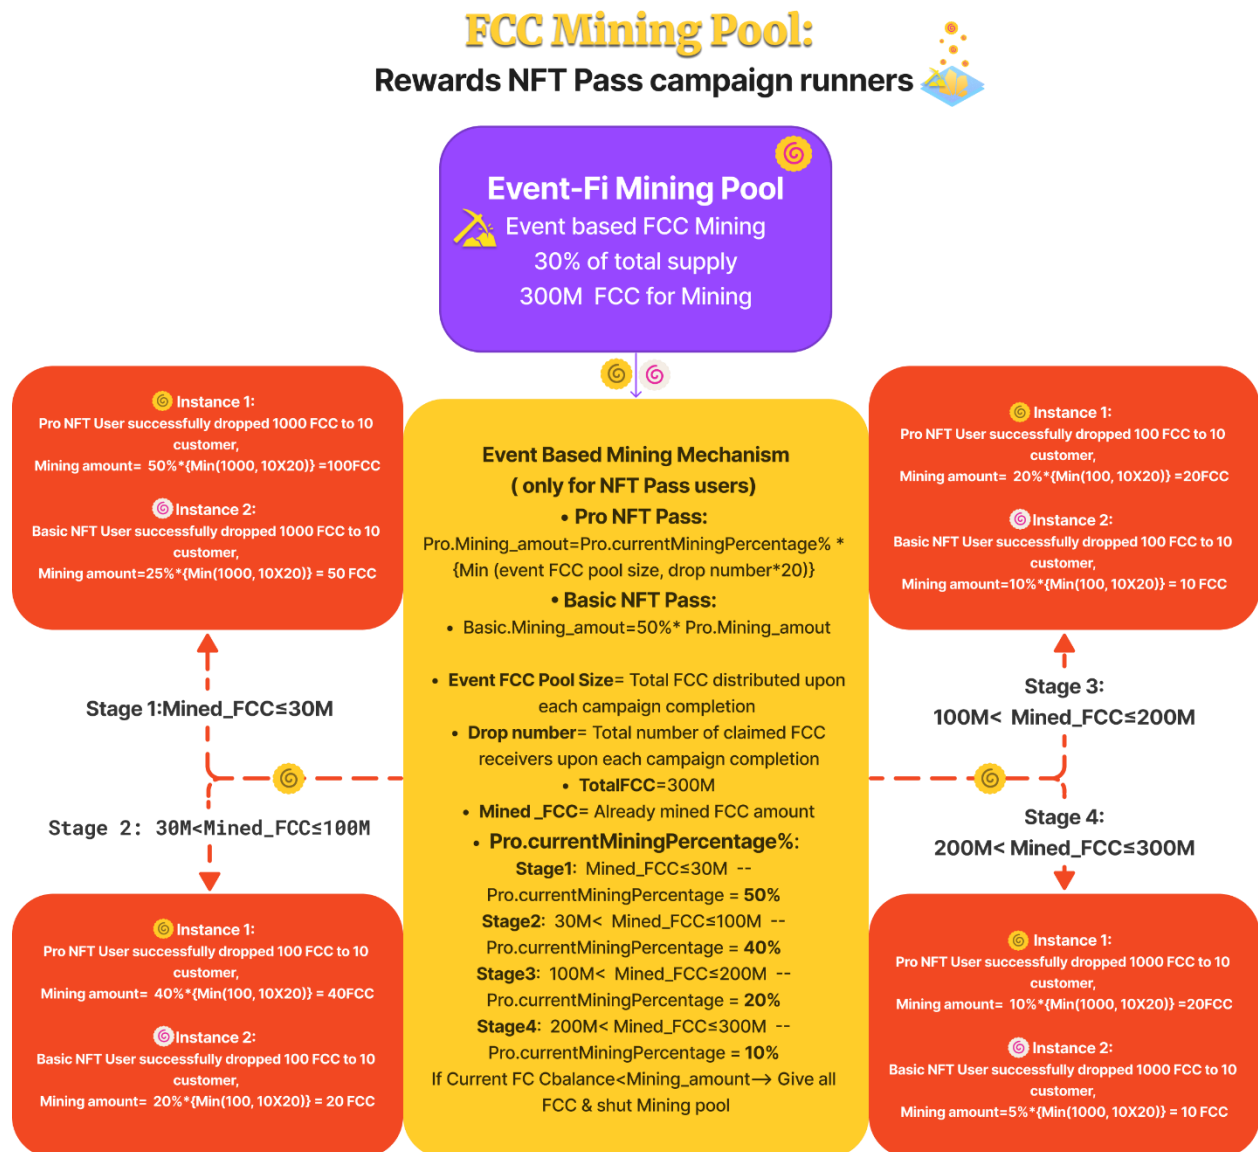 FCC Mining Pool:
Rewards NFT Pass campaign runners
Event-Fi Mining Pool
Event based FCC Mining
30% of total supply
300M FCC for Mining
Instance 1:
Pro NFT User successfully dropped 1000 FCC to 10
customer,
Mining amount= 50%*{Min(1000, 10X20)} =100FCC
Instance 2:
Basic NFT User successfully dropped 1000 FCC to 10
customer,
Mining amount=25%*{Min(1000, 10X20)} = 50 FCC
Stage 1:Mined_FCC≤30M
Stage 2: 30M<Mined_FCC≤100M
Instance 1:
Pro NFT User successfully dropped 100 FCC to 10
customer,
Mining amount= 40%*{Min(100, 10X20)} = 40FCC
Instance 2:
Basic NFT User successfully dropped 100 FCC to 10
customer,
Mining amount= 20%*{Min(100, 10X20)} = 20 FCC
Event Based Mining Mechanism
( only for NFT Pass users)
• Pro NFT Pass:
Pro.Mining_amout=Pro.currentMiningPercentage% *
{Min (event FCC pool size, drop number*20)}
• Basic NFT Pass:
• Basic.Mining_amout=50%* Pro.Mining_amout
• Event FCC Pool Size= Total FCC distributed upon
each campaign completion
• Drop number= Total number of claimed FCC
receivers upon each campaign completion
• TotalFCC=300M
• Mined _FCC= Already mined FCC amount
• Pro.currentMiningPercentage%:
Stage1: Mined_FCC≤30M --
Pro.currentMiningPercentage = 50%
Stage2: 30M< Mined_FCC≤100M --
Pro.currentMiningPercentage = 40%
Stage3: 100M< Mined_FCC≤200M --
Pro.currentMiningPercentage = 20%
Stage4: 200M< Mined_FCC≤300M --
Pro.currentMiningPercentage = 10%
If Current FC Cbalance<Mining_amount—> Give all
FCC & shut Mining pool
Instance 1:
Pro NFT User successfully dropped 100 FCC to 10
customer,
Mining amount= 20%*{Min(100, 10X20)} =20FCC
Instance 2:
Basic NFT User successfully dropped 100 FCC to 10
customer,
Mining amount=10%*{Min(100, 10X20)} = 10 FCC
Stage 3:
100M< Mined_FCC≤200M
Stage 4:
200M< Mined_FCC≤300M
Instance 1:
Pro NFT User successfully dropped 1000 FCC to 10
customer,
Mining amount= 10%*{Min(1000, 10X20)} =20FCC
Instance 2:
Basic NFT User successfully dropped 1000 FCC to 10
customer,
Mining amount=5%*{Min(1000, 10X20)} = 10 FCC